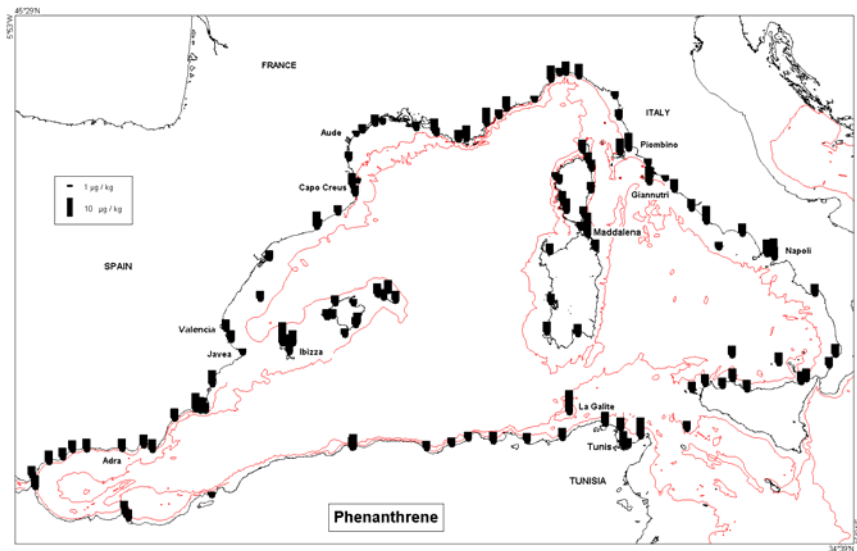 45°29'N
5°53'W
FRANCE
ITALY
Aude
Piombino
Capo Creus
Giannutri
1 µg / kg
10 µg / kg
Maddalena
Napoli
SPAIN
Valencia
Javea
Ibizza
La Galite
Adra
Tunis
TUNISIA
Phenanthrene
34°39'N